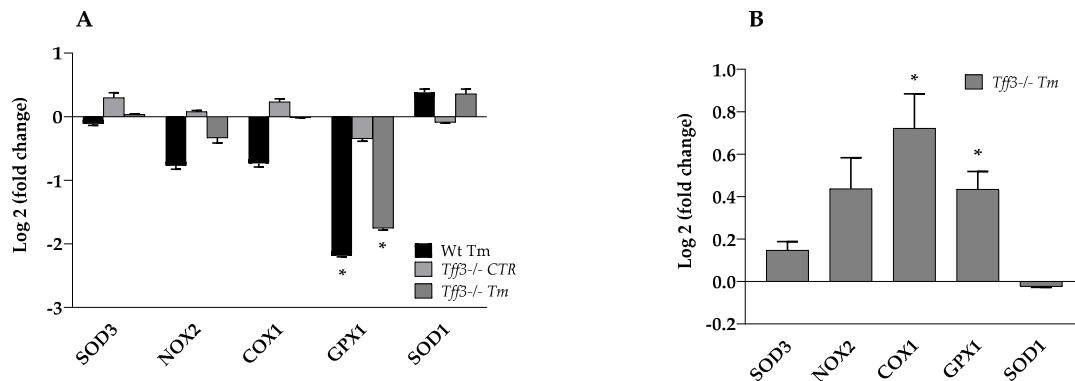 A
Log 2 (fold change)
1
0
-1
-2
-3
*
*
Wt Tm
Tff3-/- CTR
Tff3-/- Tm
SOD3
NOX2
COX1
GPX1
SOD1
B
Log 2 (fold change)
1.0
0.8
0.6
0.4
0.2
0.0
-0.2
*
*
Tff3-/- Tm
SOD3
NOX2
COX1
GPX1
SOD1